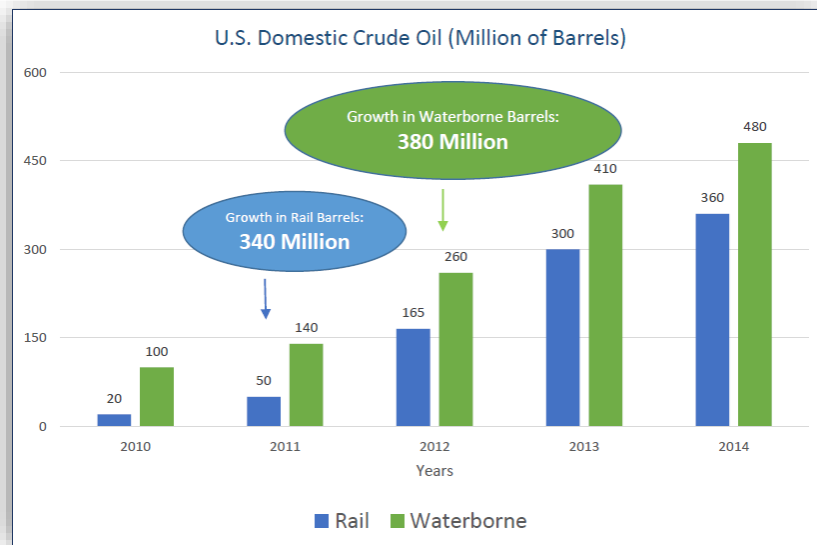 U.S. Domestic Crude Oil (Million of Barrels)
600
Growth in Waterborne Barrels:
380 Million
480
450
410
360
Growth in Rail Barrels:
340 Million
300
300
260
165
150
140
100
50
20
0
2010 2011 2012 2013 2014
Years
Rail Waterborne